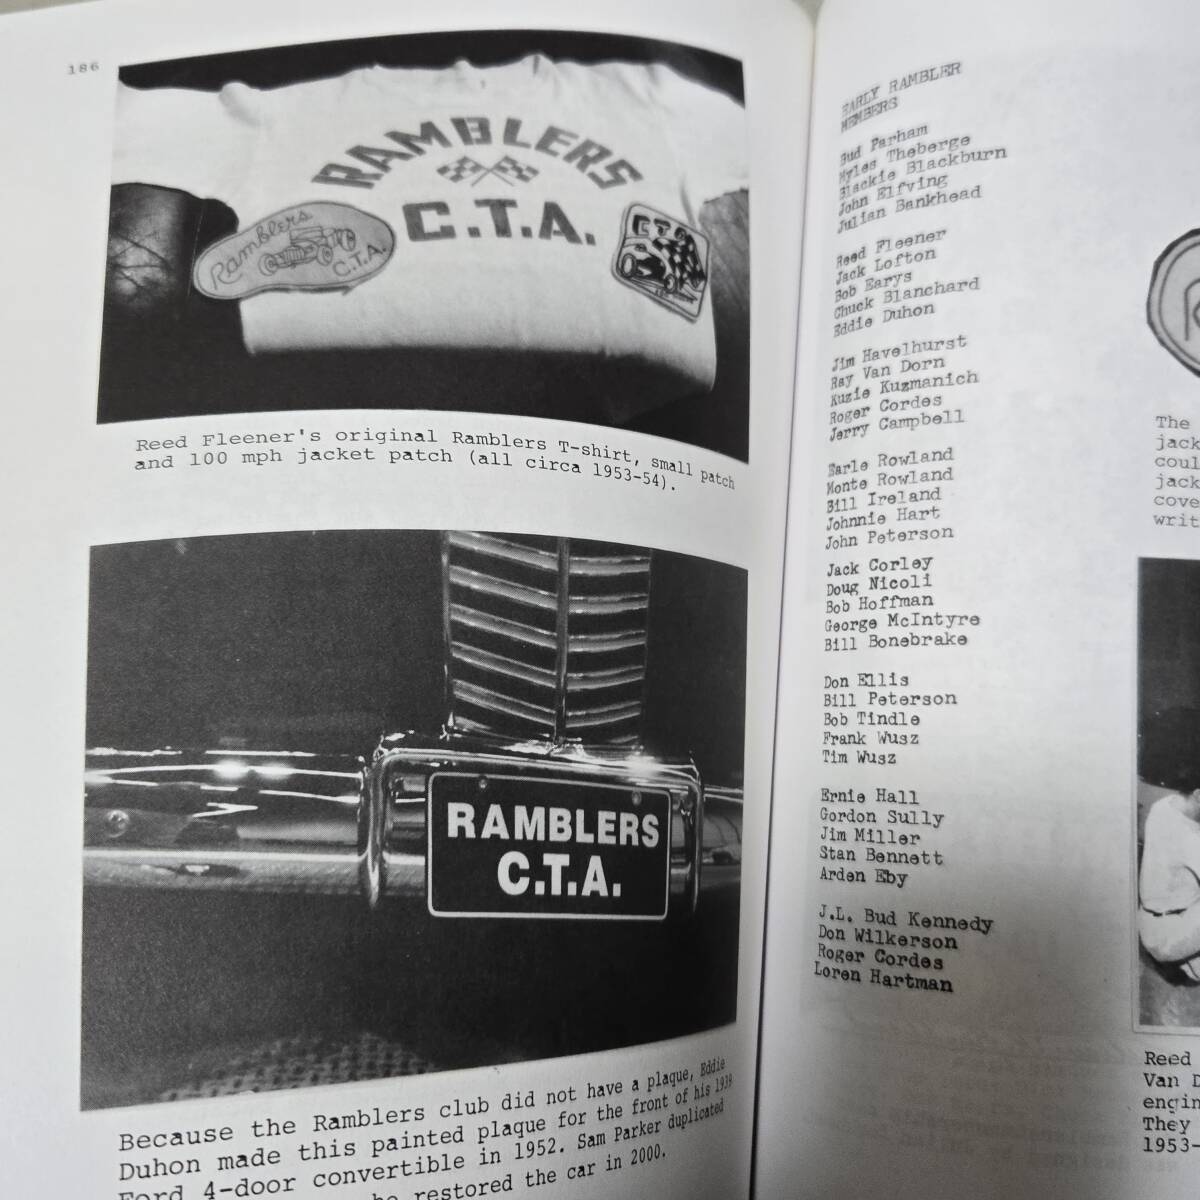 186
RAMBLERS
C.T.A.
Ramblers
C.T.A.
CTA
Reed Fleener's original Ramblers T-shirt, small patch
and 100 mph jacket patch (all circa 1953-54).
RAMBLERS
C.T.A.
Because the Ramblers club did not have a plaque, Eddie
Duhon made this painted plaque for the front of his 1939
Ford 4-door convertible in 1952. Sam Parker duplicated
he restored the car in 2000.
EARLY RAMBLER
MEMBERS
Bud Parham
Myles Theberge
Blackie Blackburn
John Elfving
Julian Bankhead
Reed Fleener
Jack Lofton
Bob Earys
Chuck Blanchard
Eddie Duhon
Jim Havelhurst
Ray Van Dorn
Kuzie Kuzmanich
Roger Cordes
Jerry Campbell
Earle Rowland
Monte Rowland
Bill Ireland
Johnnie Hart
John Peterson
Jack Corley
Doug Nicoli
Bob Hoffman
George McIntyre
Bill Bonebrake
Don Ellis
Bill Peterson
Bob Tindle
Frank Wusz
Tim Wusz
Ernie Hall
Gordon Sully
Jim Miller
Stan Bennett
Arden Eby
J.L. Bud Kennedy
Don Wilkerson
Roger Cordes
Loren Hartman
The
jack
coul
jack
cove
writ
Reed
Van D
engin
They
1953-